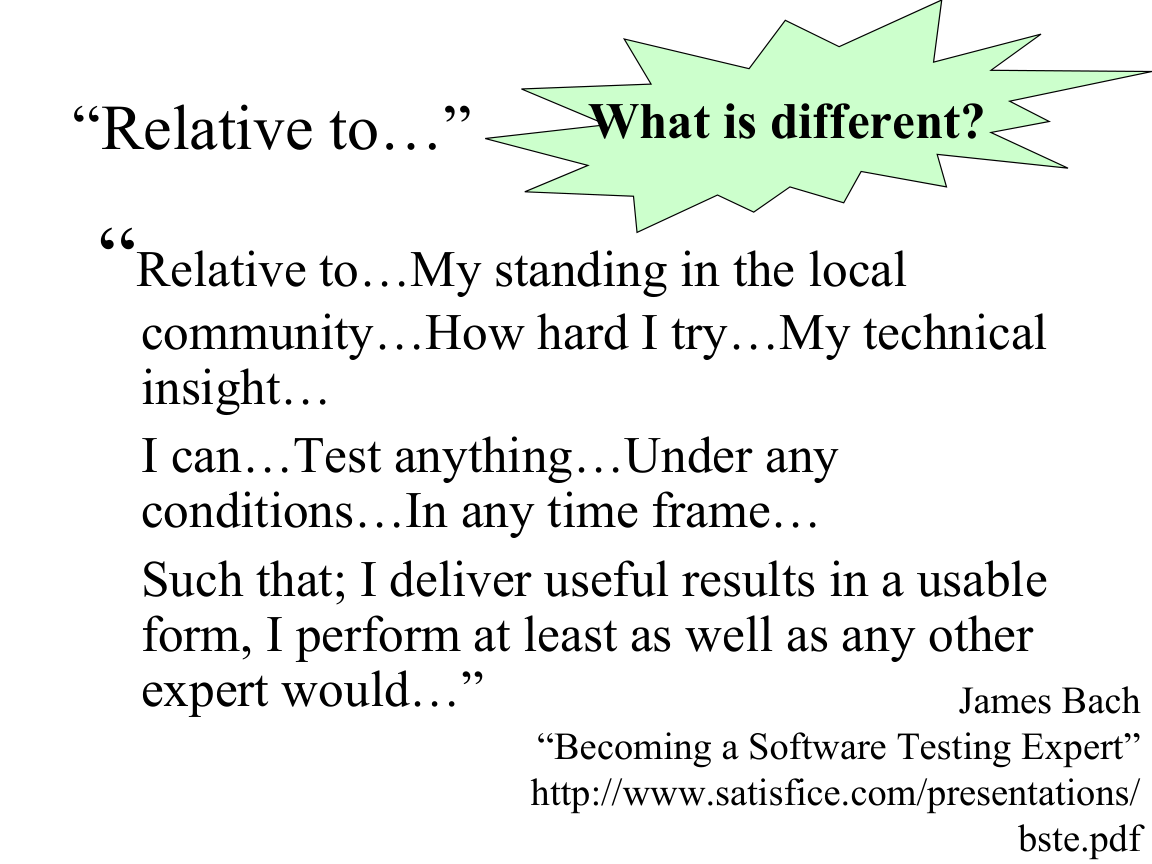 “Relative to…”
What is different?
“Relative to…My standing in the local
community…How hard I try…My technical
insight…
I can…Test anything…Under any
conditions…In any time frame…
Such that; I deliver useful results in a usable
form, I perform at least as well as any other
expert would…”
James Bach
“Becoming a Software Testing Expert”
http://www.satisfice.com/presentations/
bste.pdf